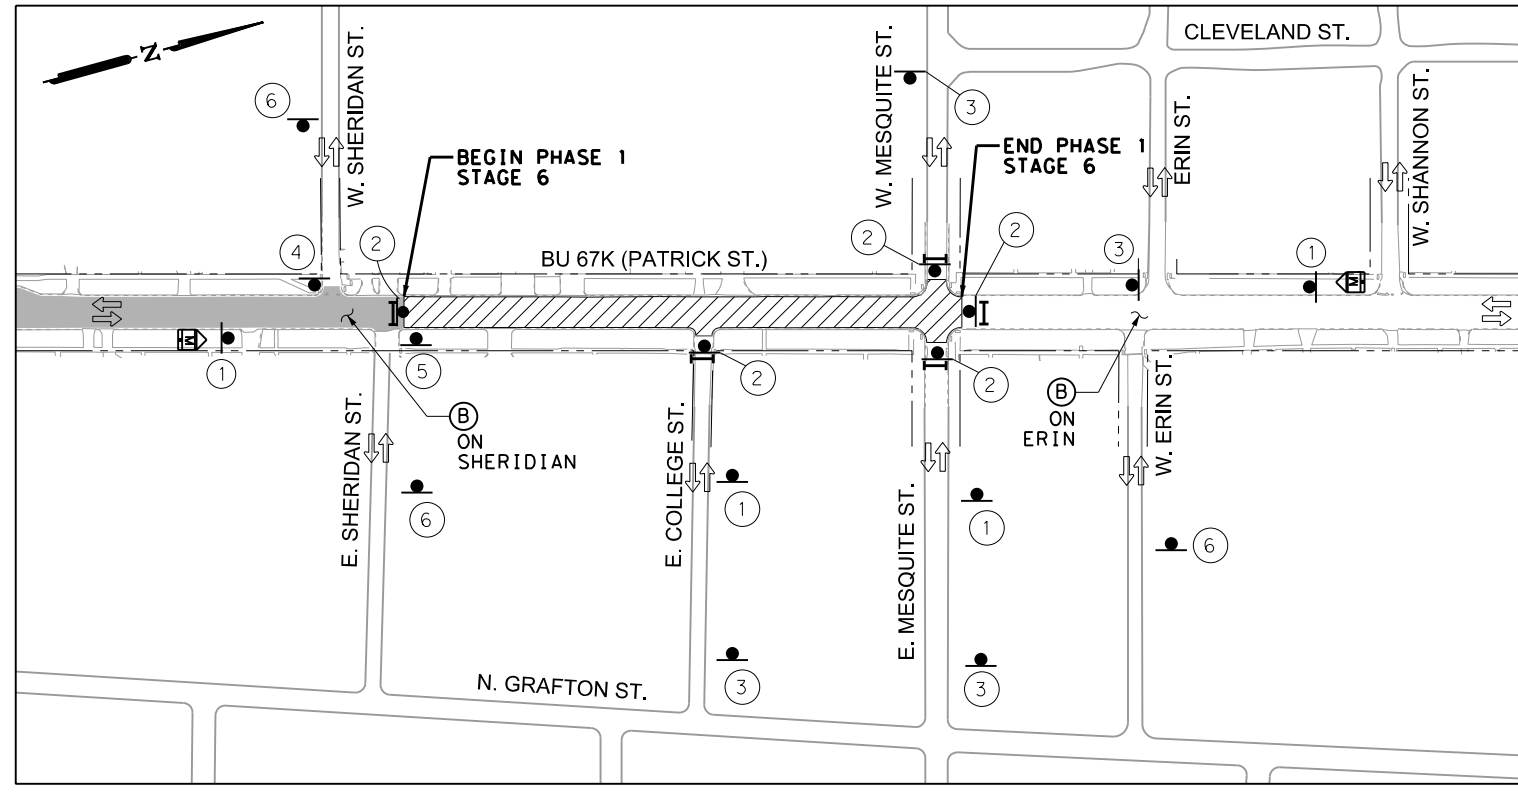 CLEVELAND ST.
N
W. SHERIDAN ST.
W. MESQUITE ST.
ERIN ST.
W. SHANNON ST.
6
3
BEGIN PHASE 1
STAGE 6
END PHASE 1
STAGE 6
4
2
BU 67K (PATRICK ST.)
2
2
3
1
M
M
1
5
2
2
B
ON
SHERIDIAN
B
ON
ERIN
E. SHERIDAN ST.
E. COLLEGE ST.
E. MESQUITE ST.
W. ERIN ST.
6
1
1
6
3
3
N. GRAFTON ST.